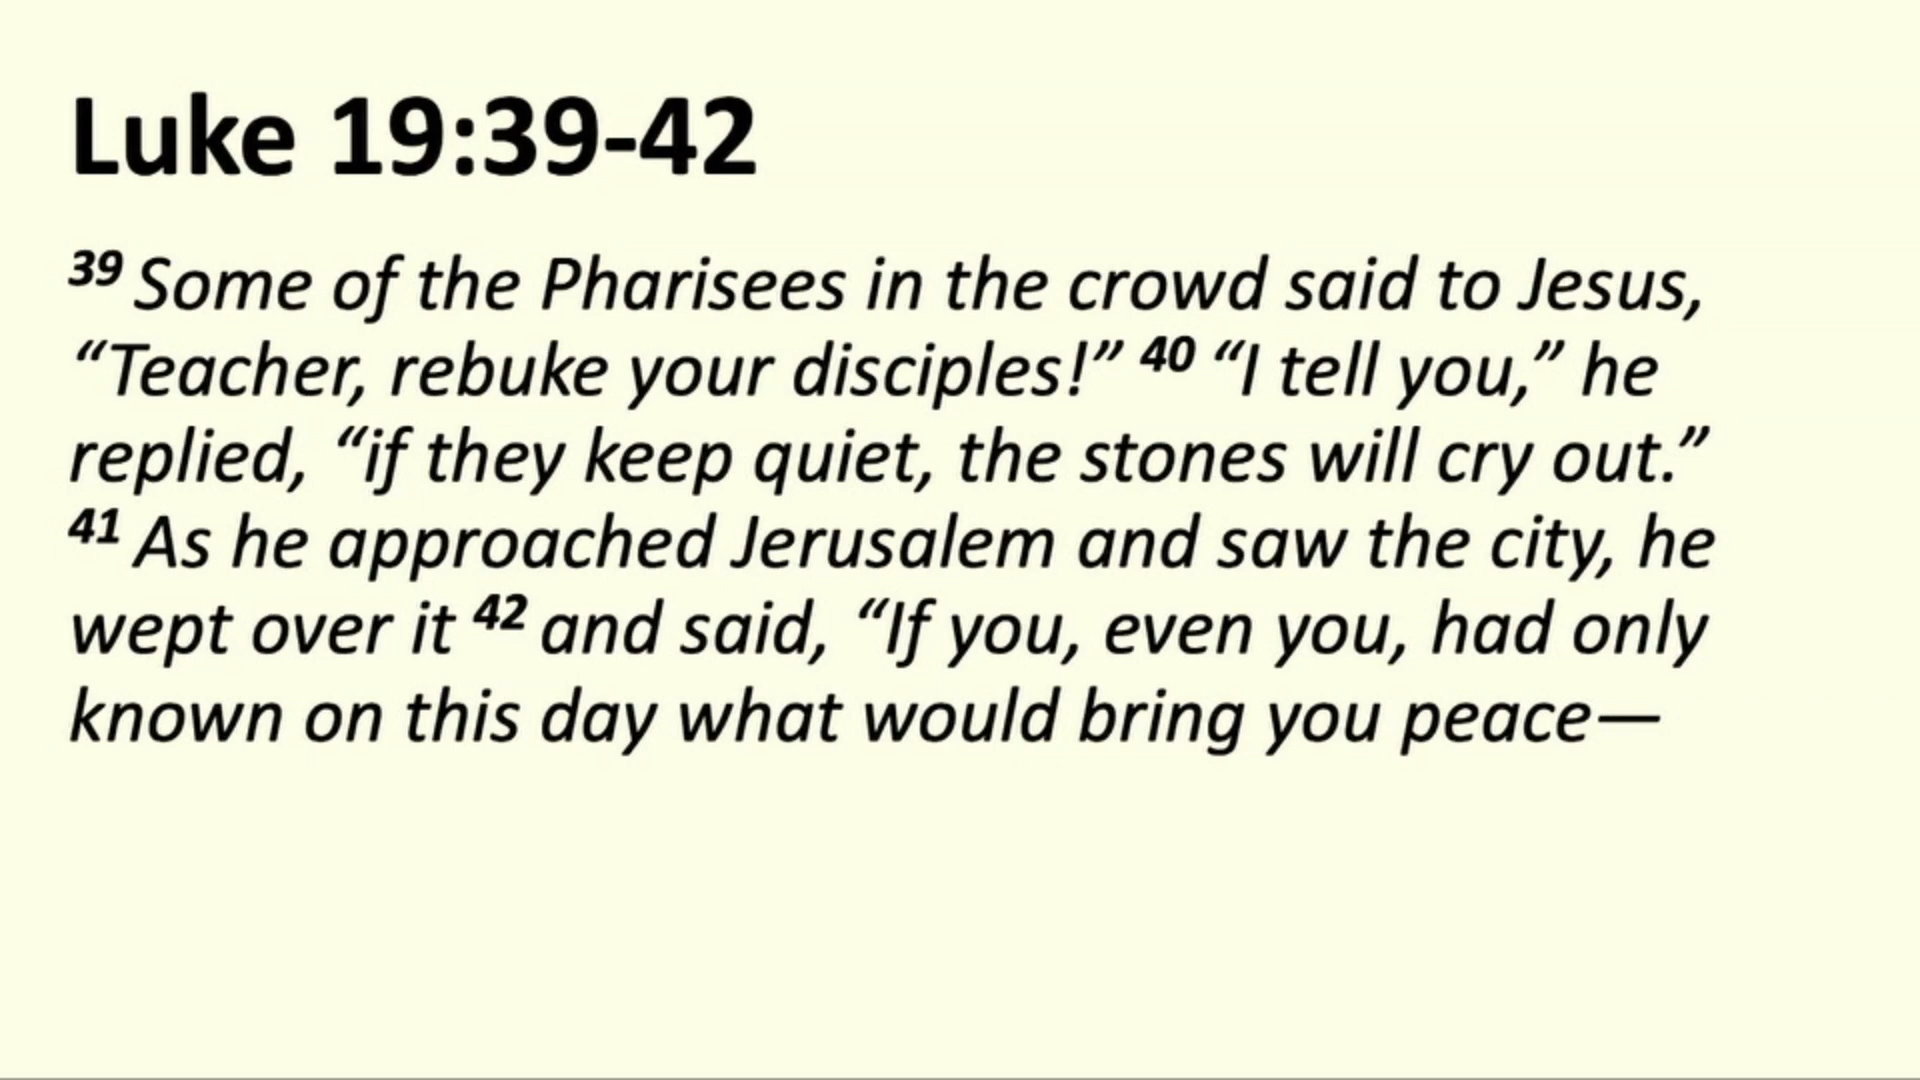 Luke 19:39-42
39 Some of the Pharisees in the crowd said to Jesus,
“Teacher, rebuke your disciples!” 40 “I tell you,” he
replied, “if they keep quiet, the stones will cry out.”
41 As he approached Jerusalem and saw the city, he
wept over it 42 and said, “If you, even you, had only
known on this day what would bring you peace—